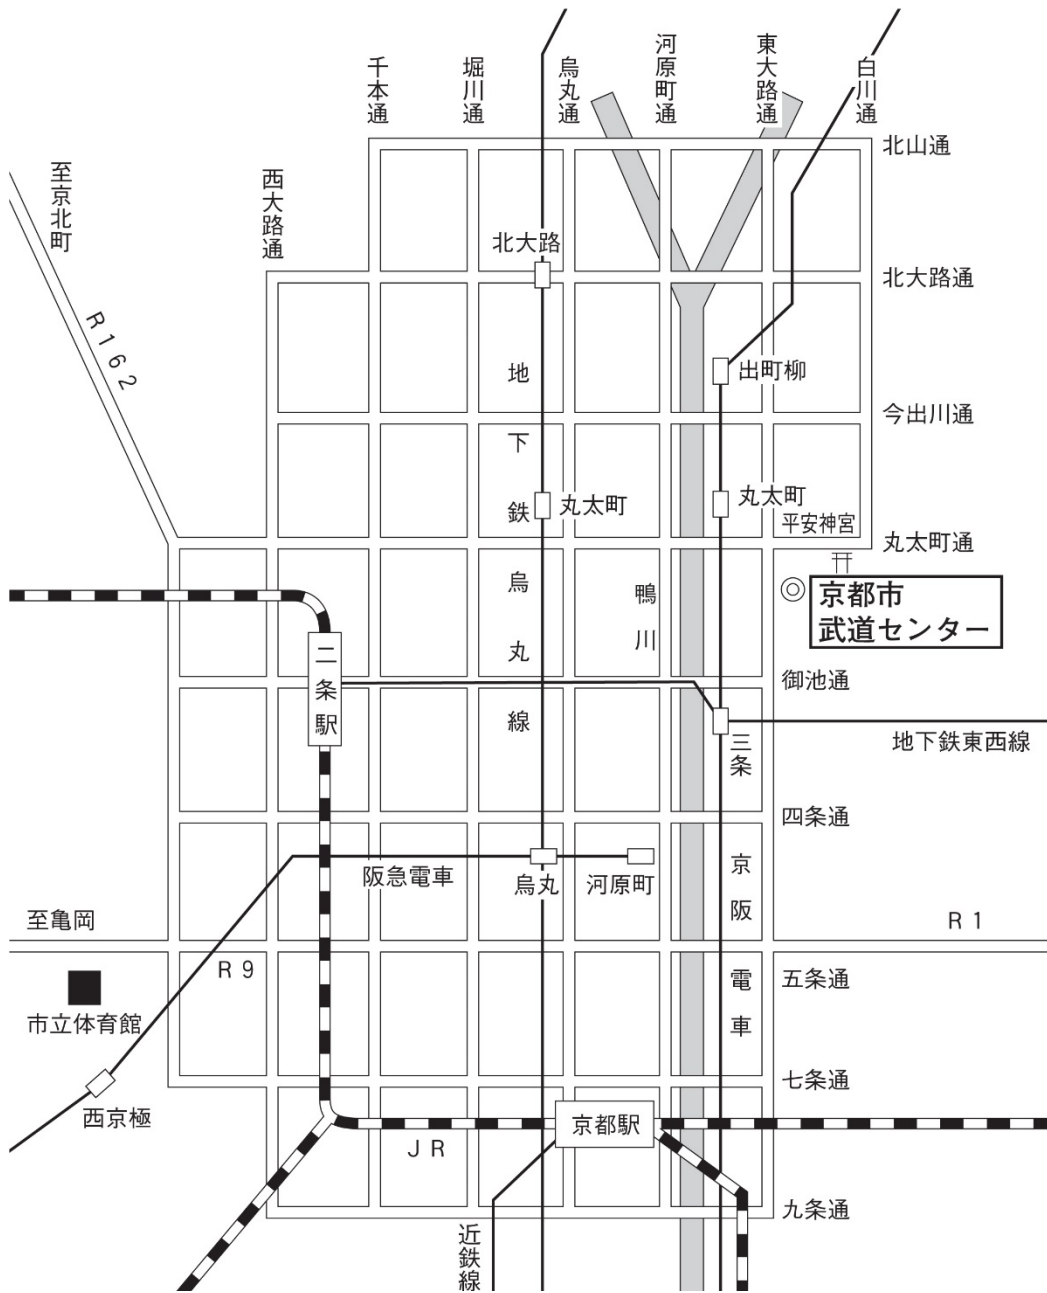 千本通
堀川通
烏丸通
河原町通
東大路通
白川通
北山通
至京北町
西大路通
北大路
北大路通
R162
出町柳
今出川通
丸太町
丸太町
平安神宮
丸太町通
地下鉄烏丸線
鴨川
京都市
武道センター
二条駅
御池通
三条
地下鉄東西線
四条通
阪急電車
烏丸
河原町
京阪電車
至亀岡
R1
R9
五条通
市立体育館
七条通
西京極
京都駅
JR
九条通
近鉄線